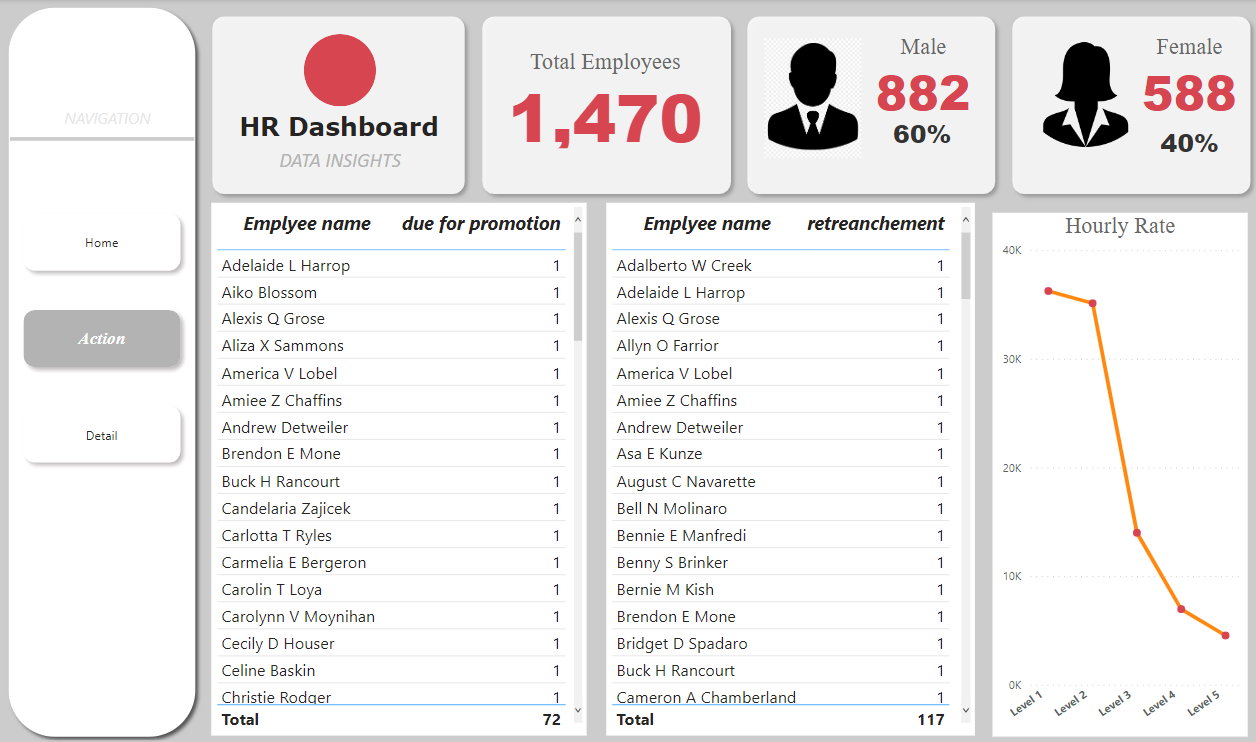 NAVIGATION
Home
Action
Detail
HR Dashboard
DATA INSIGHTS
Total Employees
1,470
Male
882
60%
Female
588
40%
Emplyee name due for promotion
Adelaide L Harrop 1
Aiko Blossom 1
Alexis Q Grose 1
Aliza X Sammons 1
America V Lobel 1
Amiee Z Chaffins 1
Andrew Detweiler 1
Brendon E Mone 1
Buck H Rancourt 1
Candelaria Zajicek 1
Carlotta T Ryles 1
Carmelia E Bergeron 1
Carolin T Loya 1
Carolynn V Moynihan 1
Cecily D Houser 1
Celine Baskin 1
Christie Rodger 1
Total 72
Emplyee name retreanchement
Adalberto W Creek 1
Adelaide L Harrop 1
Alexis Q Grose 1
Allyn O Farrior 1
America V Lobel 1
Amiee Z Chaffins 1
Andrew Detweiler 1
Asa E Kunze 1
August C Navarette 1
Bell N Molinaro 1
Bennie E Manfredi 1
Benny S Brinker 1
Bernie M Kish 1
Brendon E Mone 1
Bridget D Spadaro 1
Buck H Rancourt 1
Cameron A Chamberland 1
Total 117
Hourly Rate
40K
30K
20K
10K
0K
Level 1 Level 2 Level 3 Level 4 Level 5